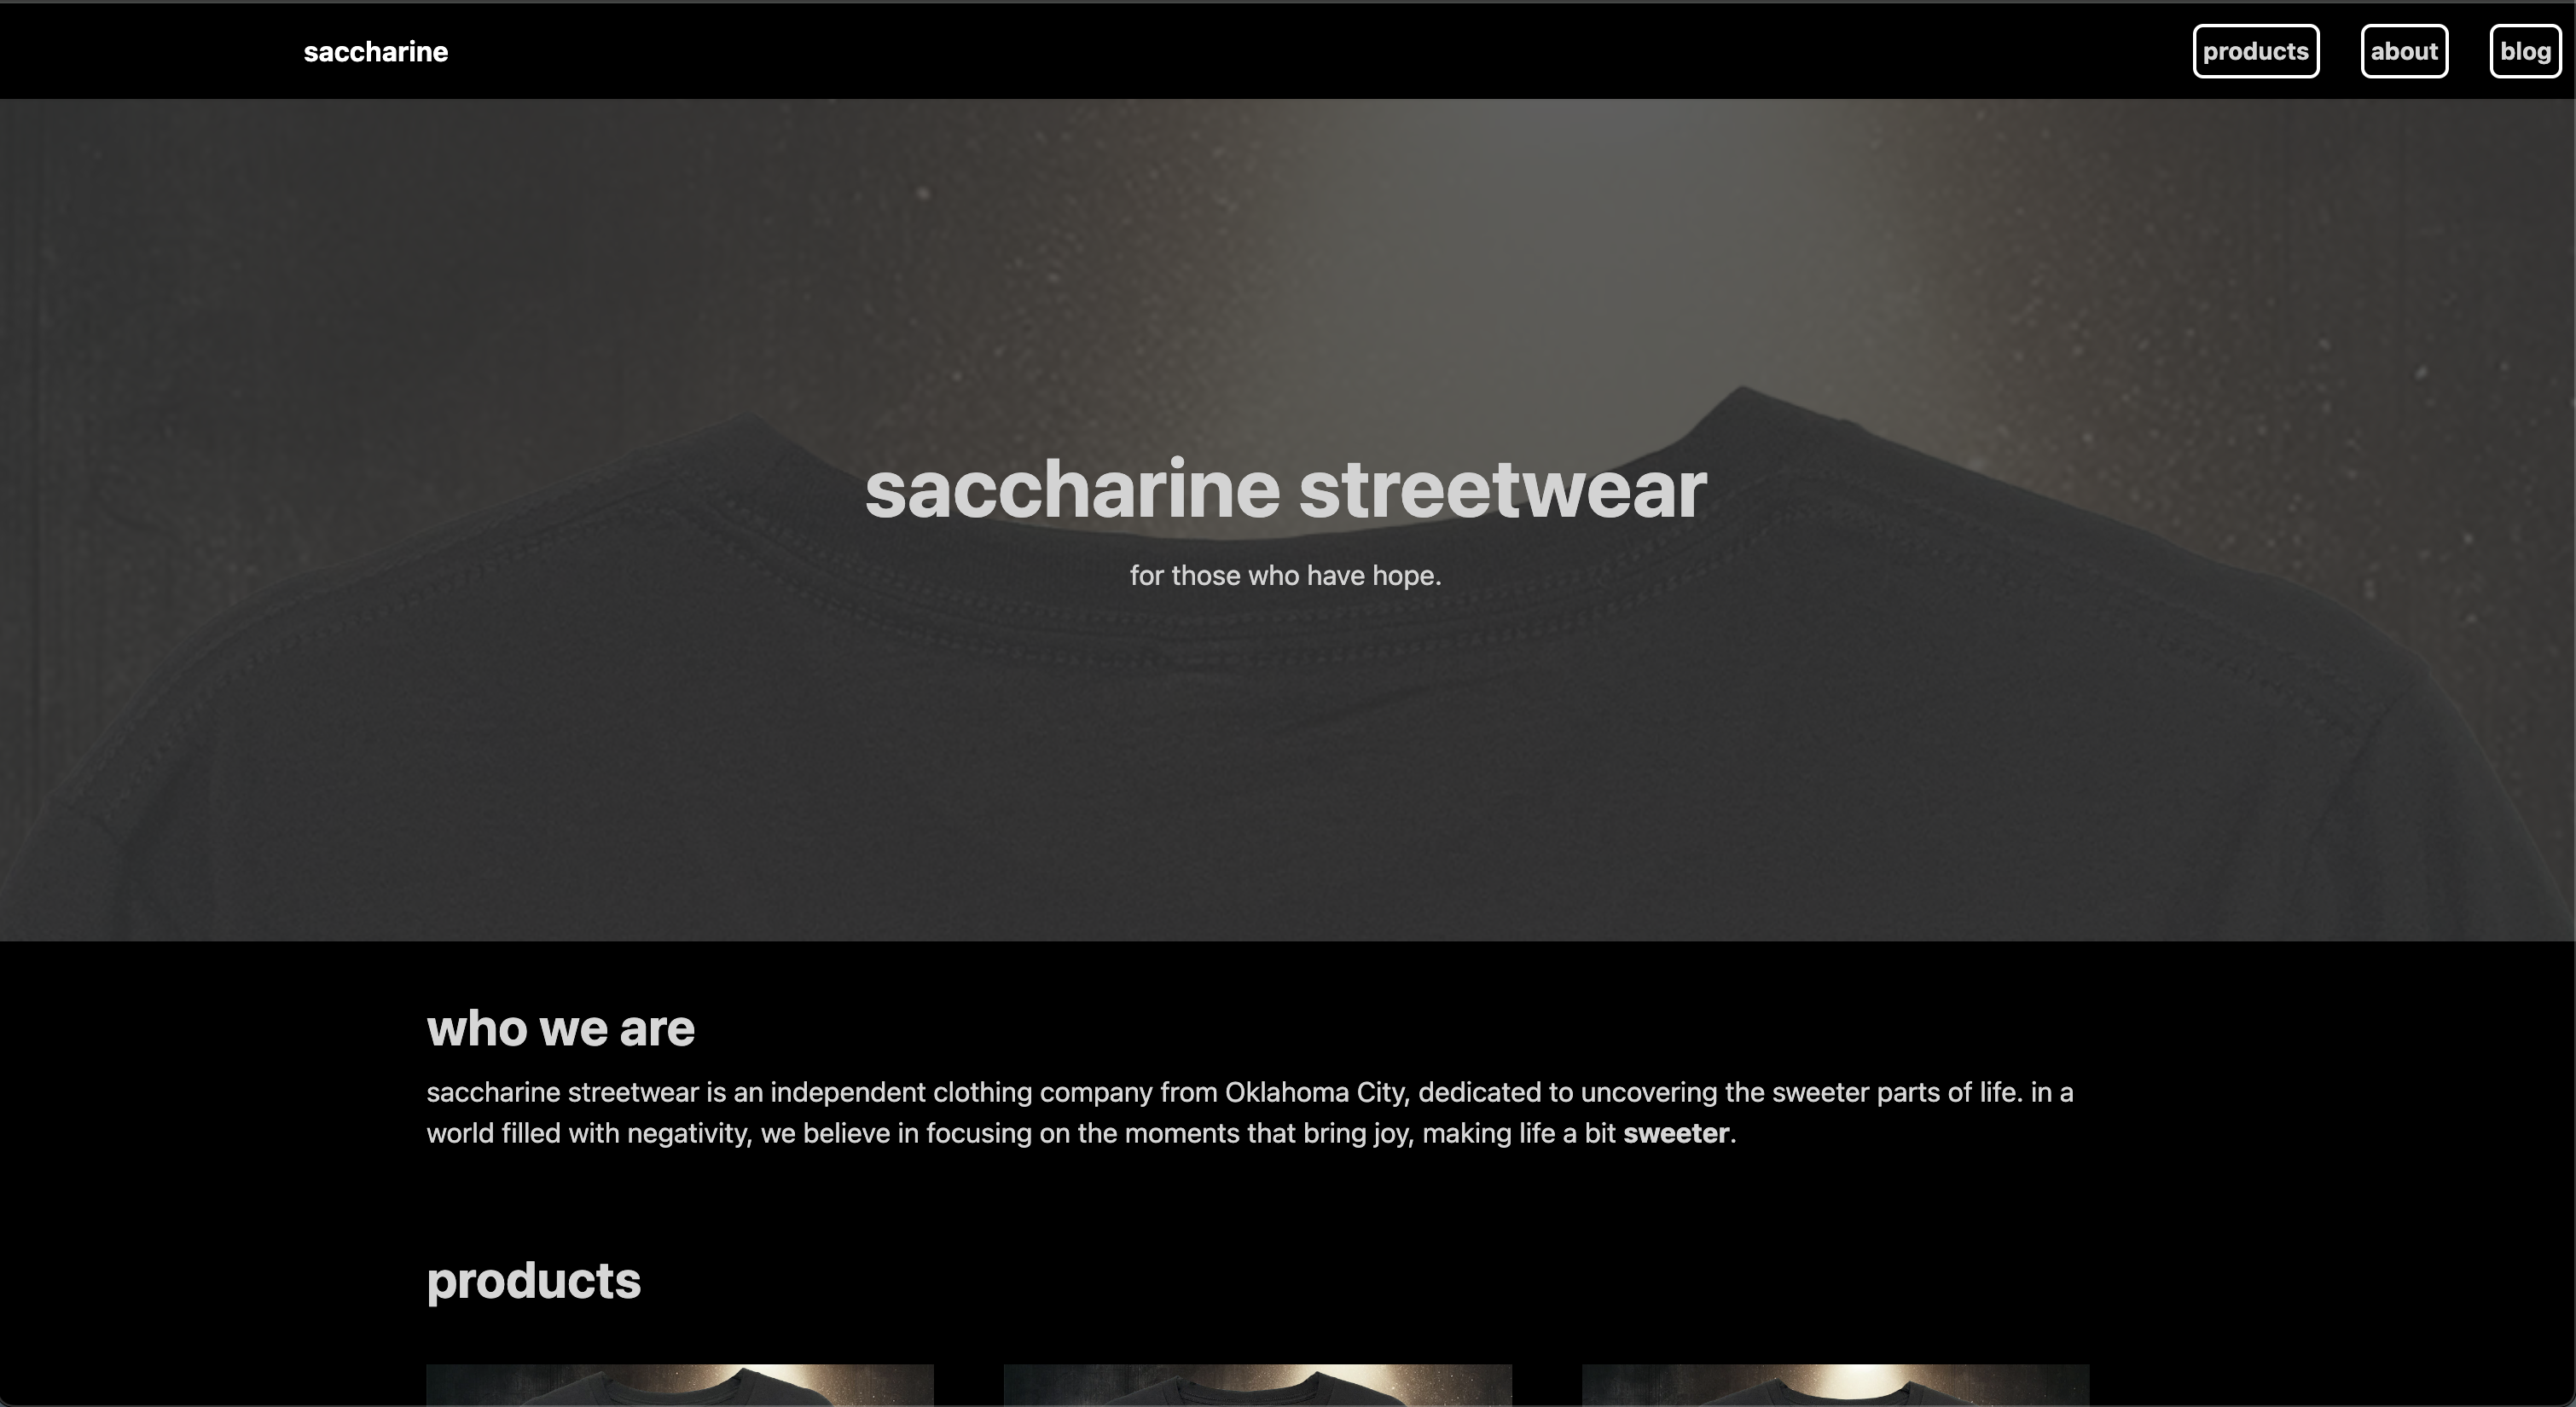 saccharine
products
about
blog
saccharine streetwear
for those who have hope.
who we are
saccharine streetwear is an independent clothing company from Oklahoma City, dedicated to uncovering the sweeter parts of life. in a
world filled with negativity, we believe in focusing on the moments that bring joy, making life a bit sweeter.
products